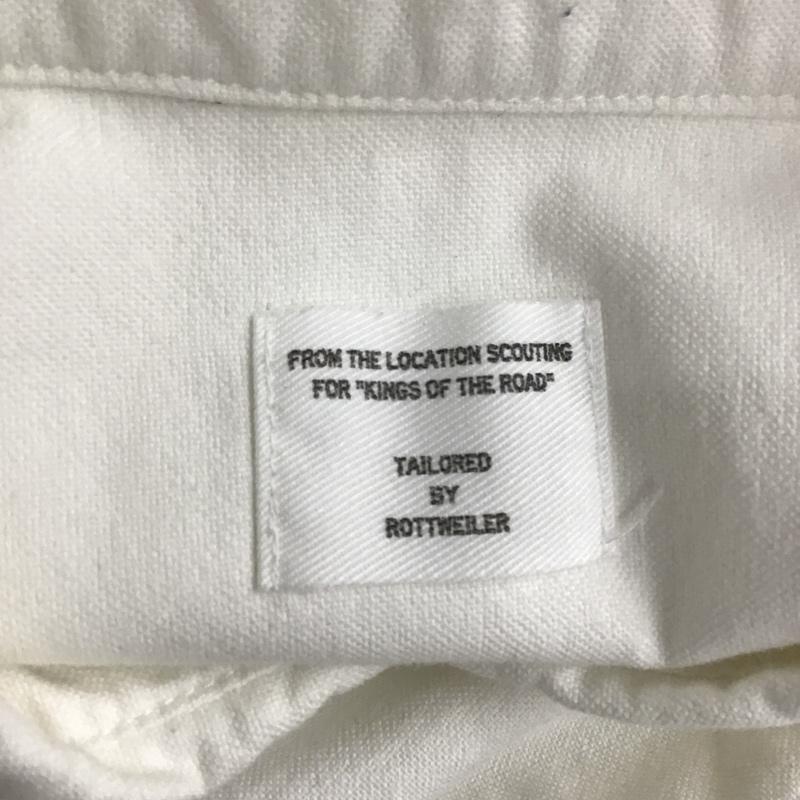 FROM THE LOCATION SCOUTING
FOR "KINGS OF THE ROAD"
TAILORED
BY
ROTTWEILER